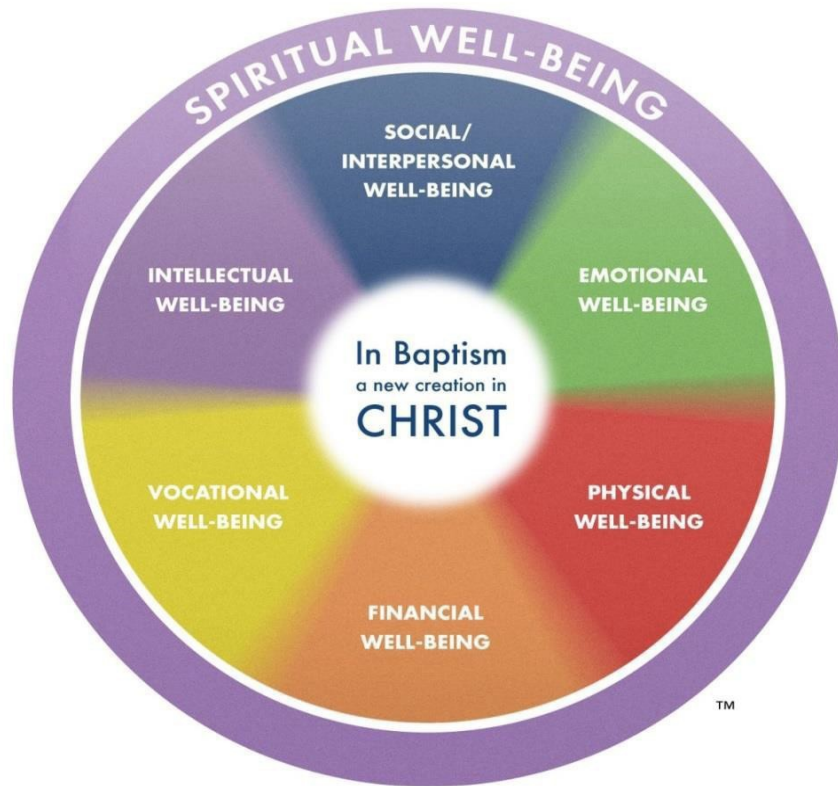 SPIRITUAL WELL-BEING
SOCIAL/
INTERPERSONAL
WELL-BEING
INTELLECTUAL
WELL-BEING
EMOTIONAL
WELL-BEING
In Baptism
a new creation in
CHRIST
VOCATIONAL
WELL-BEING
PHYSICAL
WELL-BEING
FINANCIAL
WELL-BEING
TM